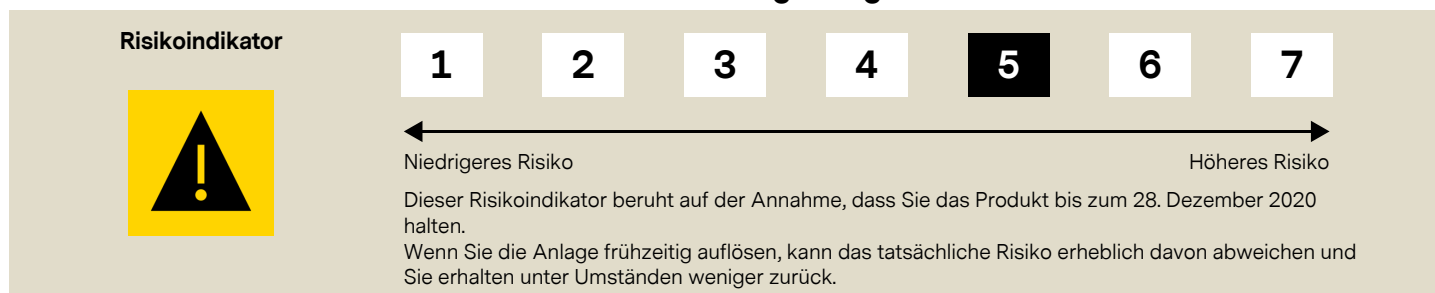 Risikoindikator
1 2 3 4 5 6 7
Niedrigeres Risiko Höheres Risiko
Dieser Risikoindikator beruht auf der Annahme, dass Sie das Produkt bis zum 28. Dezember 2020
halten.
Wenn Sie die Anlage frühzeitig auflösen, kann das tatsächliche Risiko erheblich davon abweichen und
Sie erhalten unter Umständen weniger zurück.